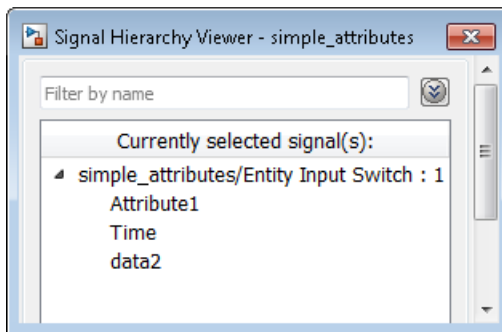 Signal Hierarchy Viewer - simple_attributes
Filter by name
Currently selected signal(s):
simple_attributes/Entity Input Switch : 1
Attribute1
Time
data2